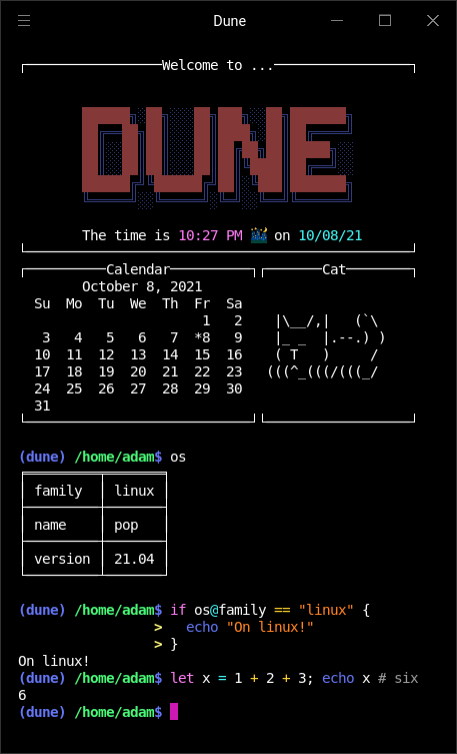 Dune
Welcome to ...
DUNE
The time is 10:27 PM 🌃 on 10/08/21
Calendar
October 8, 2021
Su Mo Tu We Th Fr Sa
1 2
3 4 5 6 7 *8 9
10 11 12 13 14 15 16
17 18 19 20 21 22 23
24 25 26 27 28 29 30
31
Cat
|\__/,|   (`\
|_ _  |.--.) )
( T   )     /
(((^_(((/(((_/
(dune) /home/adam$ os
family linux
name pop
version 21.04
(dune) /home/adam$ if os@family == "linux" {
>   echo "On linux!"
> }
On linux!
(dune) /home/adam$ let x = 1 + 2 + 3; echo x # six
6
(dune) /home/adam$